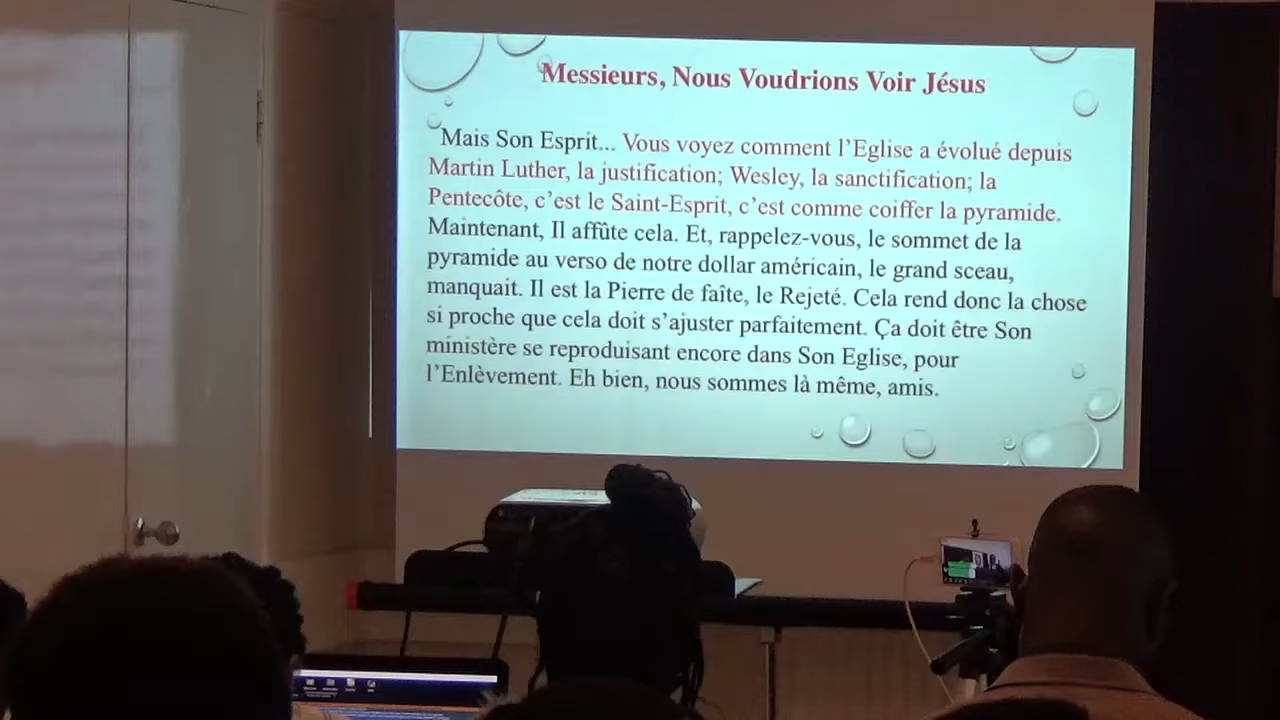 Messieurs, Nous Voudrions Voir Jésus
Mais Son Esprit... Vous voyez comment l'Eglise a évolué depuis
Martin Luther, la justification; Wesley, la sanctification; la
Pentecôte, c'est le Saint-Esprit, c'est comme coiffer la pyramide.
Maintenant, Il affûte cela. Et, rappelez-vous, le sommet de la
pyramide au verso de notre dollar américain, le grand sceau,
manquait. Il est la Pierre de faîte, le Rejeté. Cela rend donc la chose
si proche que cela doit s'ajuster parfaitement. Ça doit être Son
ministère se reproduisant encore dans Son Eglise, pour
l'Enlèvement. Eh bien, nous sommes là même, amis.